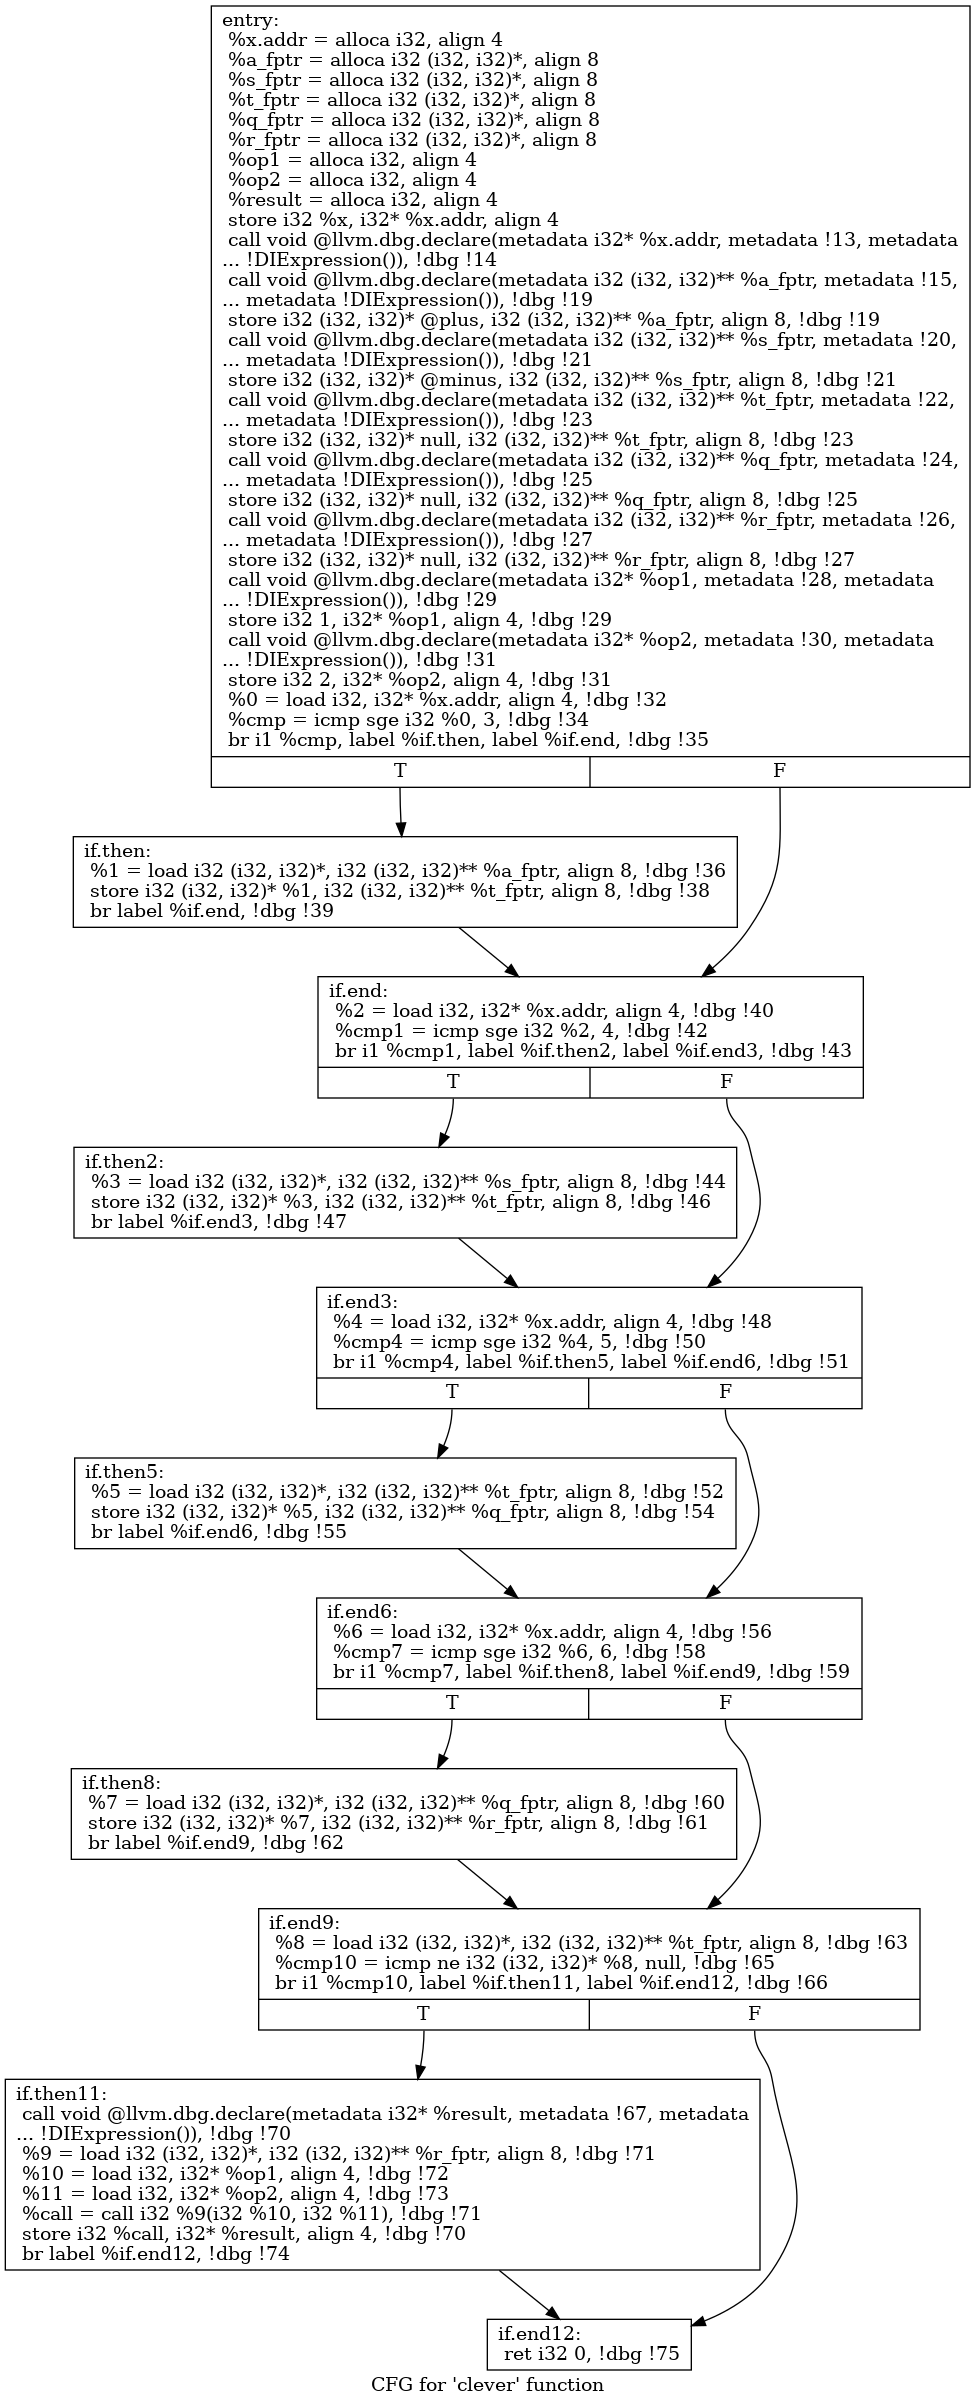 entry:
%x.addr = alloca i32, align 4
%a_fptr = alloca i32 (i32, i32)*, align 8
%s_fptr = alloca i32 (i32, i32)*, align 8
%t_fptr = alloca i32 (i32, i32)*, align 8
%q_fptr = alloca i32 (i32, i32)*, align 8
%r_fptr = alloca i32 (i32, i32)*, align 8
%op1 = alloca i32, align 4
%op2 = alloca i32, align 4
%result = alloca i32, align 4
store i32 %x, i32* %x.addr, align 4
call void @llvm.dbg.declare(metadata i32* %x.addr, metadata !13, metadata
... !DIExpression()), !dbg !14
call void @llvm.dbg.declare(metadata i32 (i32, i32)** %a_fptr, metadata !15,
... metadata !DIExpression()), !dbg !19
store i32 (i32, i32)* @plus, i32 (i32, i32)** %a_fptr, align 8, !dbg !19
call void @llvm.dbg.declare(metadata i32 (i32, i32)** %s_fptr, metadata !20,
... metadata !DIExpression()), !dbg !21
store i32 (i32, i32)* @minus, i32 (i32, i32)** %s_fptr, align 8, !dbg !21
call void @llvm.dbg.declare(metadata i32 (i32, i32)** %t_fptr, metadata !22,
... metadata !DIExpression()), !dbg !23
store i32 (i32, i32)* null, i32 (i32, i32)** %t_fptr, align 8, !dbg !23
call void @llvm.dbg.declare(metadata i32 (i32, i32)** %q_fptr, metadata !24,
... metadata !DIExpression()), !dbg !25
store i32 (i32, i32)* null, i32 (i32, i32)** %q_fptr, align 8, !dbg !25
call void @llvm.dbg.declare(metadata i32 (i32, i32)** %r_fptr, metadata !26,
... metadata !DIExpression()), !dbg !27
store i32 (i32, i32)* null, i32 (i32, i32)** %r_fptr, align 8, !dbg !27
call void @llvm.dbg.declare(metadata i32* %op1, metadata !28, metadata
... !DIExpression()), !dbg !29
store i32 1, i32* %op1, align 4, !dbg !29
call void @llvm.dbg.declare(metadata i32* %op2, metadata !30, metadata
... !DIExpression()), !dbg !31
store i32 2, i32* %op2, align 4, !dbg !31
%0 = load i32, i32* %x.addr, align 4, !dbg !32
%cmp = icmp sge i32 %0, 3, !dbg !34
br i1 %cmp, label %if.then, label %if.end, !dbg !35
T F
if.then:
%1 = load i32 (i32, i32)*, i32 (i32, i32)** %a_fptr, align 8, !dbg !36
store i32 (i32, i32)* %1, i32 (i32, i32)** %t_fptr, align 8, !dbg !38
br label %if.end, !dbg !39
if.end:
%2 = load i32, i32* %x.addr, align 4, !dbg !40
%cmp1 = icmp sge i32 %2, 4, !dbg !42
br i1 %cmp1, label %if.then2, label %if.end3, !dbg !43
T F
if.then2:
%3 = load i32 (i32, i32)*, i32 (i32, i32)** %s_fptr, align 8, !dbg !44
store i32 (i32, i32)* %3, i32 (i32, i32)** %t_fptr, align 8, !dbg !46
br label %if.end3, !dbg !47
if.end3:
%4 = load i32, i32* %x.addr, align 4, !dbg !48
%cmp4 = icmp sge i32 %4, 5, !dbg !50
br i1 %cmp4, label %if.then5, label %if.end6, !dbg !51
T F
if.then5:
%5 = load i32 (i32, i32)*, i32 (i32, i32)** %t_fptr, align 8, !dbg !52
store i32 (i32, i32)* %5, i32 (i32, i32)** %q_fptr, align 8, !dbg !54
br label %if.end6, !dbg !55
if.end6:
%6 = load i32, i32* %x.addr, align 4, !dbg !56
%cmp7 = icmp sge i32 %6, 6, !dbg !58
br i1 %cmp7, label %if.then8, label %if.end9, !dbg !59
T F
if.then8:
%7 = load i32 (i32, i32)*, i32 (i32, i32)** %q_fptr, align 8, !dbg !60
store i32 (i32, i32)* %7, i32 (i32, i32)** %r_fptr, align 8, !dbg !61
br label %if.end9, !dbg !62
if.end9:
%8 = load i32 (i32, i32)*, i32 (i32, i32)** %t_fptr, align 8, !dbg !63
%cmp10 = icmp ne i32 (i32, i32)* %8, null, !dbg !65
br i1 %cmp10, label %if.then11, label %if.end12, !dbg !66
T F
if.then11:
call void @llvm.dbg.declare(metadata i32* %result, metadata !67, metadata
... !DIExpression()), !dbg !70
%9 = load i32 (i32, i32)*, i32 (i32, i32)** %r_fptr, align 8, !dbg !71
%10 = load i32, i32* %op1, align 4, !dbg !72
%11 = load i32, i32* %op2, align 4, !dbg !73
%call = call i32 %9(i32 %10, i32 %11), !dbg !71
store i32 %call, i32* %result, align 4, !dbg !70
br label %if.end12, !dbg !74
if.end12:
ret i32 0, !dbg !75
CFG for 'clever' function